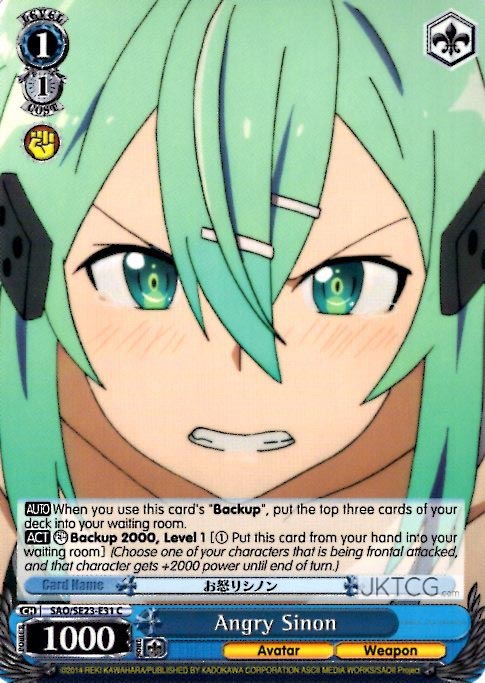 LEVEL
1
1
COST
AUTO When you use this card's "Backup", put the top three cards of your
deck into your waiting room.
ACT Backup 2000, Level 1 [① Put this card from your hand into your
waiting room] (Choose one of your characters that is being frontal attacked,
and that character gets +2000 power until end of turn.)
Card Name お怒りシノン
JKTCG.com
CH SAO/SE23-E31 C
POWER 1000 SOUL Angry Sinon
Avatar Weapon
©2014 REKI KAWAHARA/PUBLISHED BY KADOKAWA CORPORATION ASCII MEDIA WORKS/SAOII Project